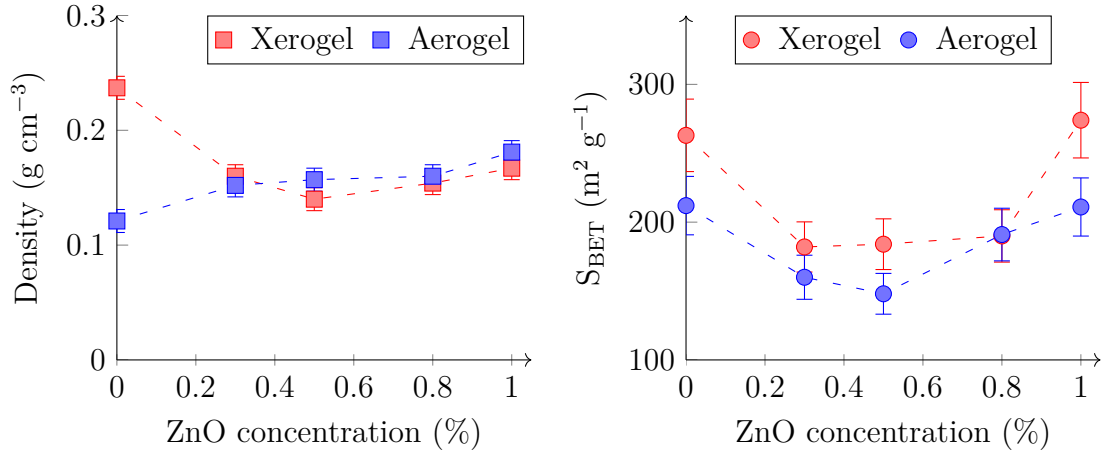 Xerogel Aerogel
0.3
0.2
0.1
0
Density (g cm⁻³)
0 0.2 0.4 0.6 0.8 1
ZnO concentration (%)
Xerogel Aerogel
300
200
100
S_BET (m² g⁻¹)
0 0.2 0.4 0.6 0.8 1
ZnO concentration (%)